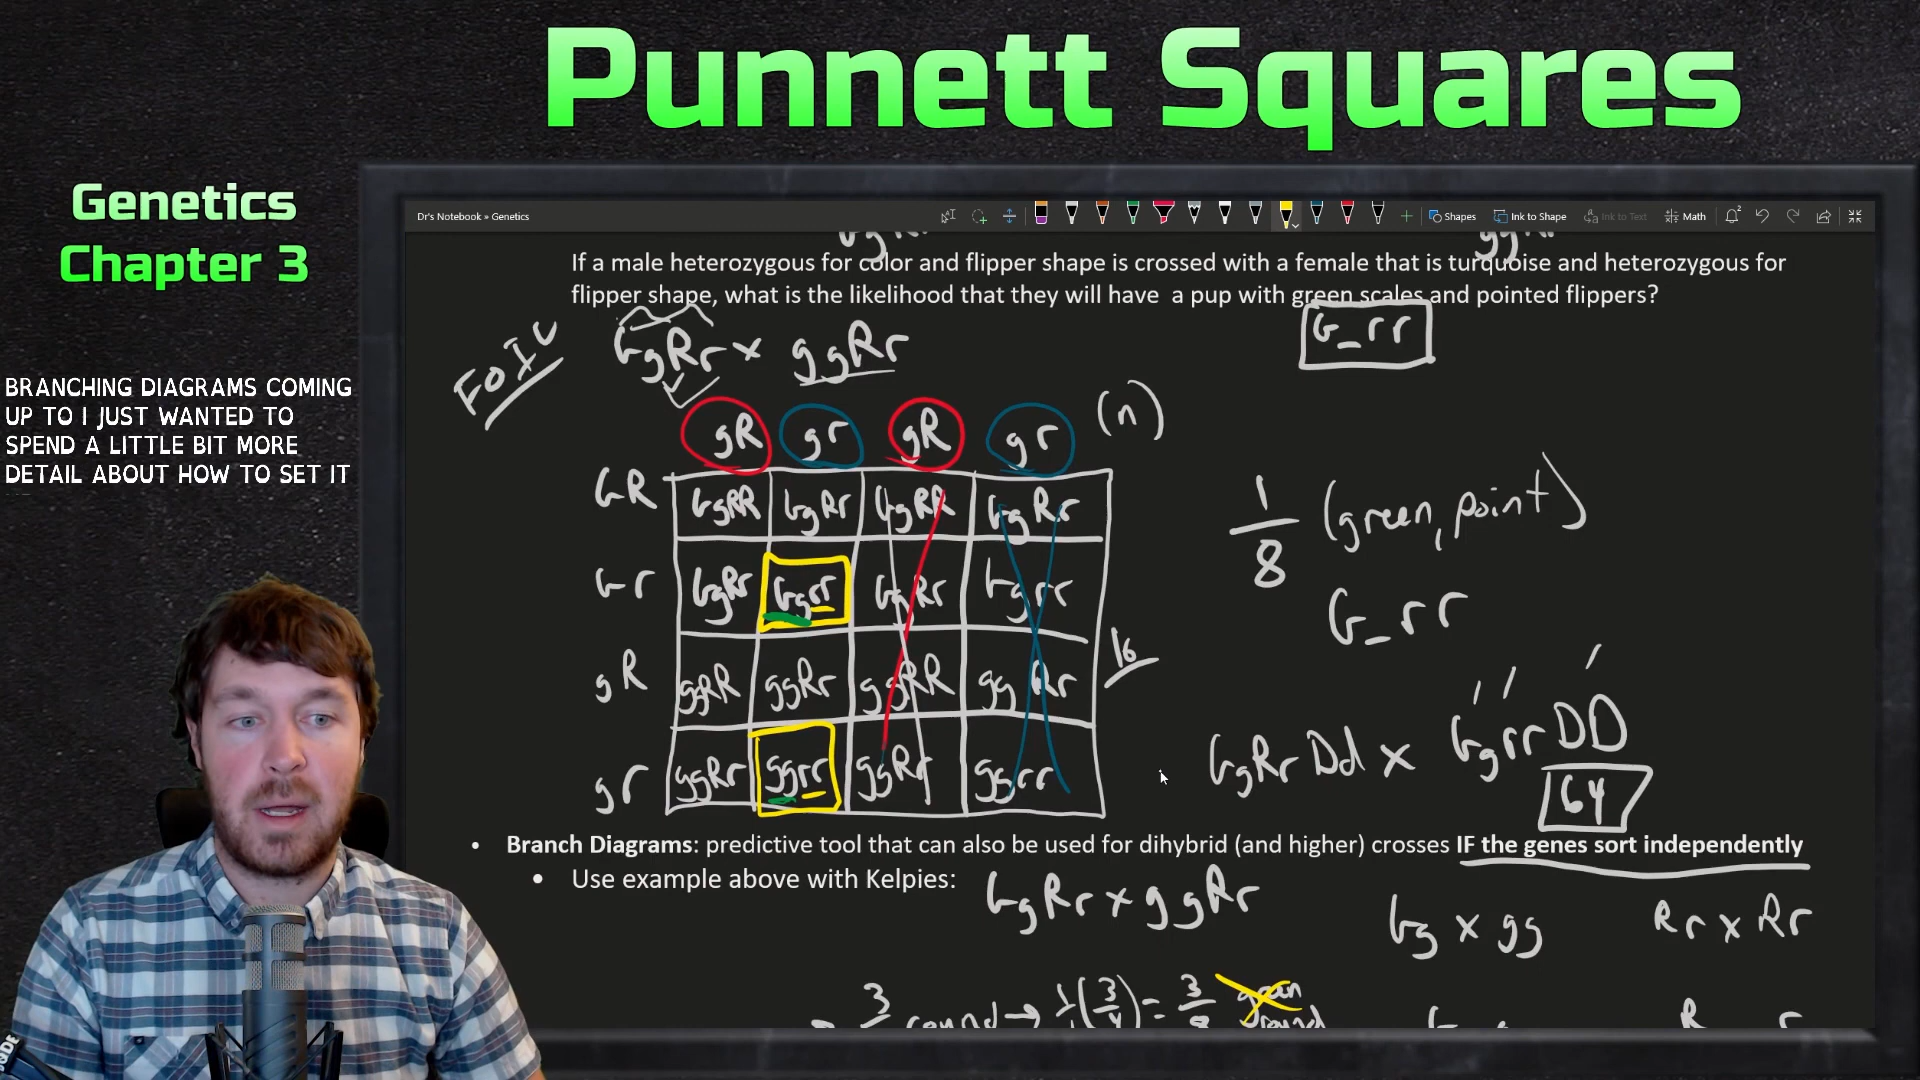 Punnett Squares
Genetics
Chapter 3
BRANCHING DIAGRAMS COMING
UP TO I JUST WANTED TO
SPEND A LITTLE BIT MORE
DETAIL ABOUT HOW TO SET IT
Dr's Notebook » Genetics
Shapes Ink to Shape Ink to Text Math
If a male heterozygous for color and flipper shape is crossed with a female that is turquoise and heterozygous for
flipper shape, what is the likelihood that they will have a pup with green scales and pointed flippers?
G_rr
FOIL
GgRr x ggRr
gR gr gR gr (n)
GR GgRR GgRr GgRR GgRr
Gr GgRr Ggrr GgRr Ggrr
gR ggRR ggRr ggRR ggRr
gr ggRr ggrr ggRr ggrr
16
1/8 (green, point)
G_rr
GgRrDd x GgrrDD
64
• Branch Diagrams: predictive tool that can also be used for dihybrid (and higher) crosses IF the genes sort independently
• Use example above with Kelpies: GgRr x ggRr
Gg x gg Rr x Rr
3 round → (3/4) = 3
round
R r